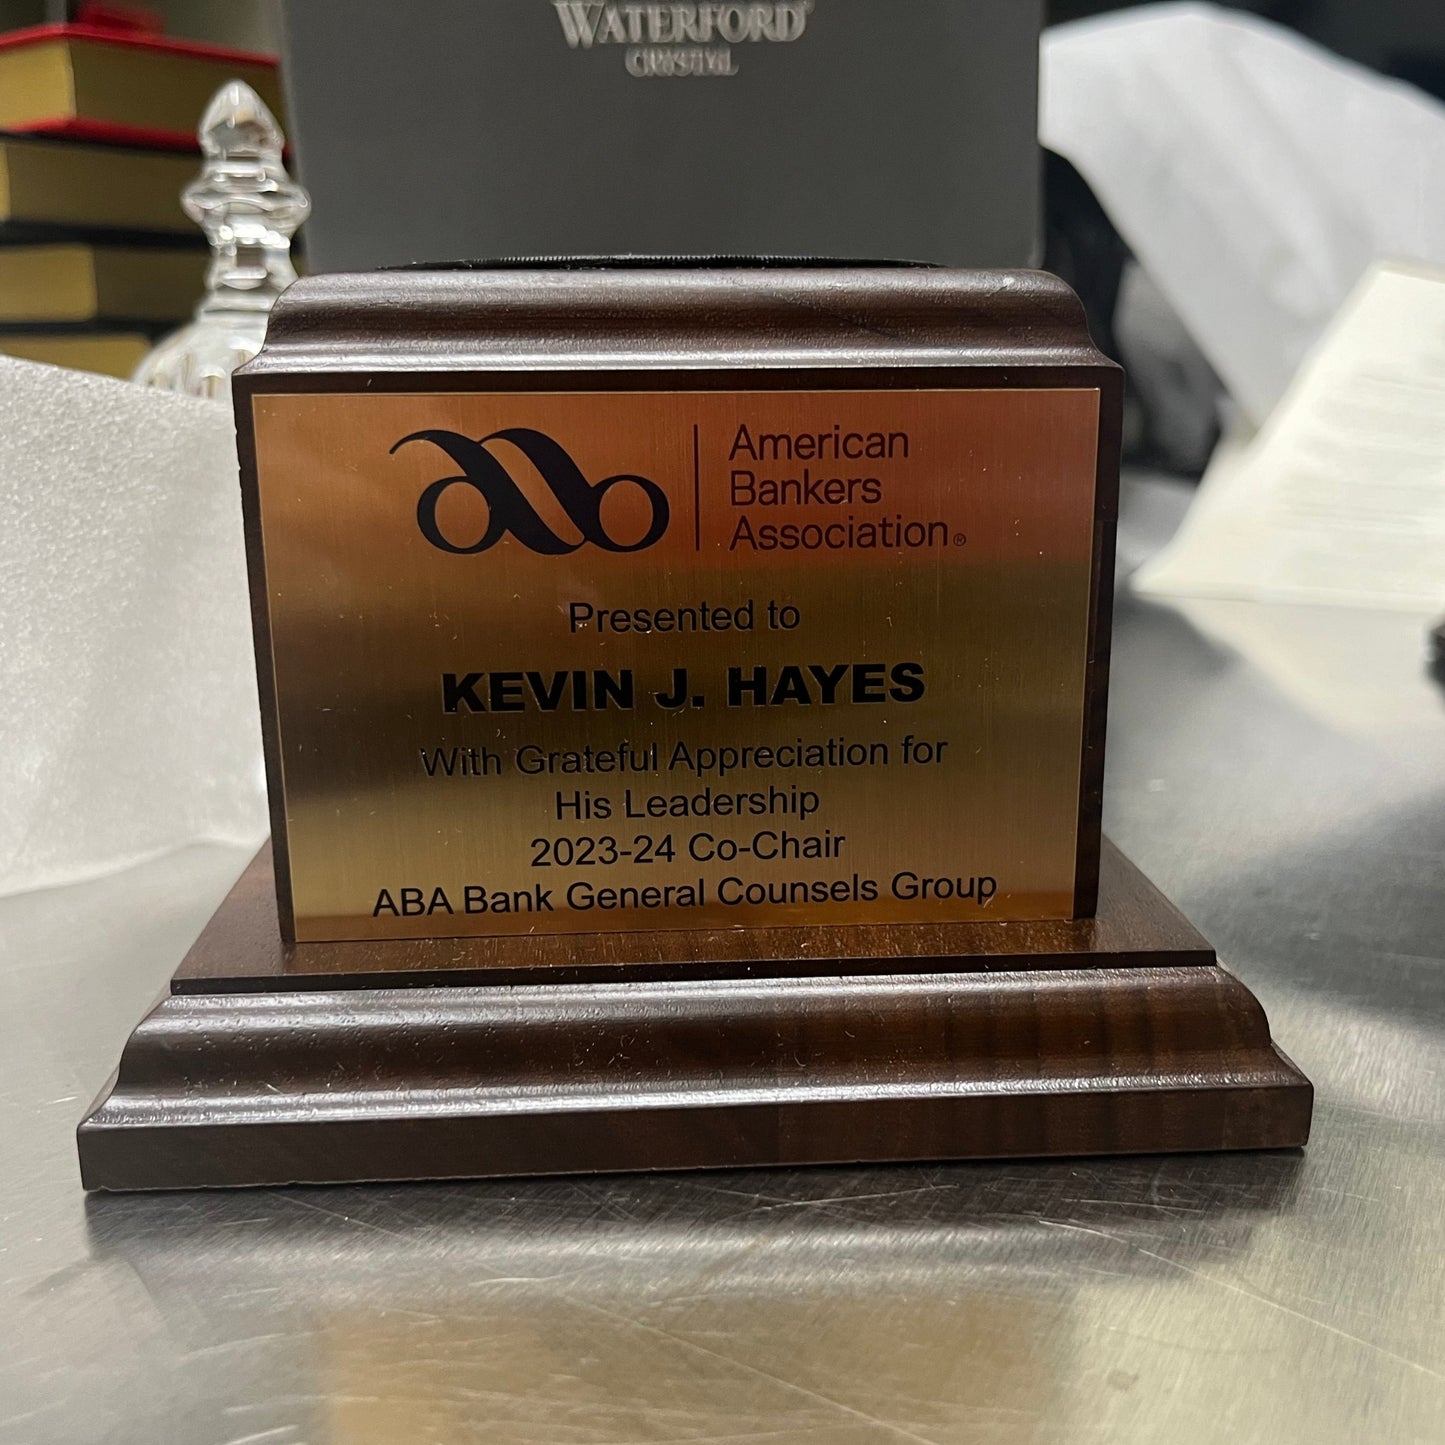 WATERFORD
CRYSTAL
American
Bankers
Association®
Presented to
KEVIN J. HAYES
With Grateful Appreciation for
His Leadership
2023-24 Co-Chair
ABA Bank General Counsels Group